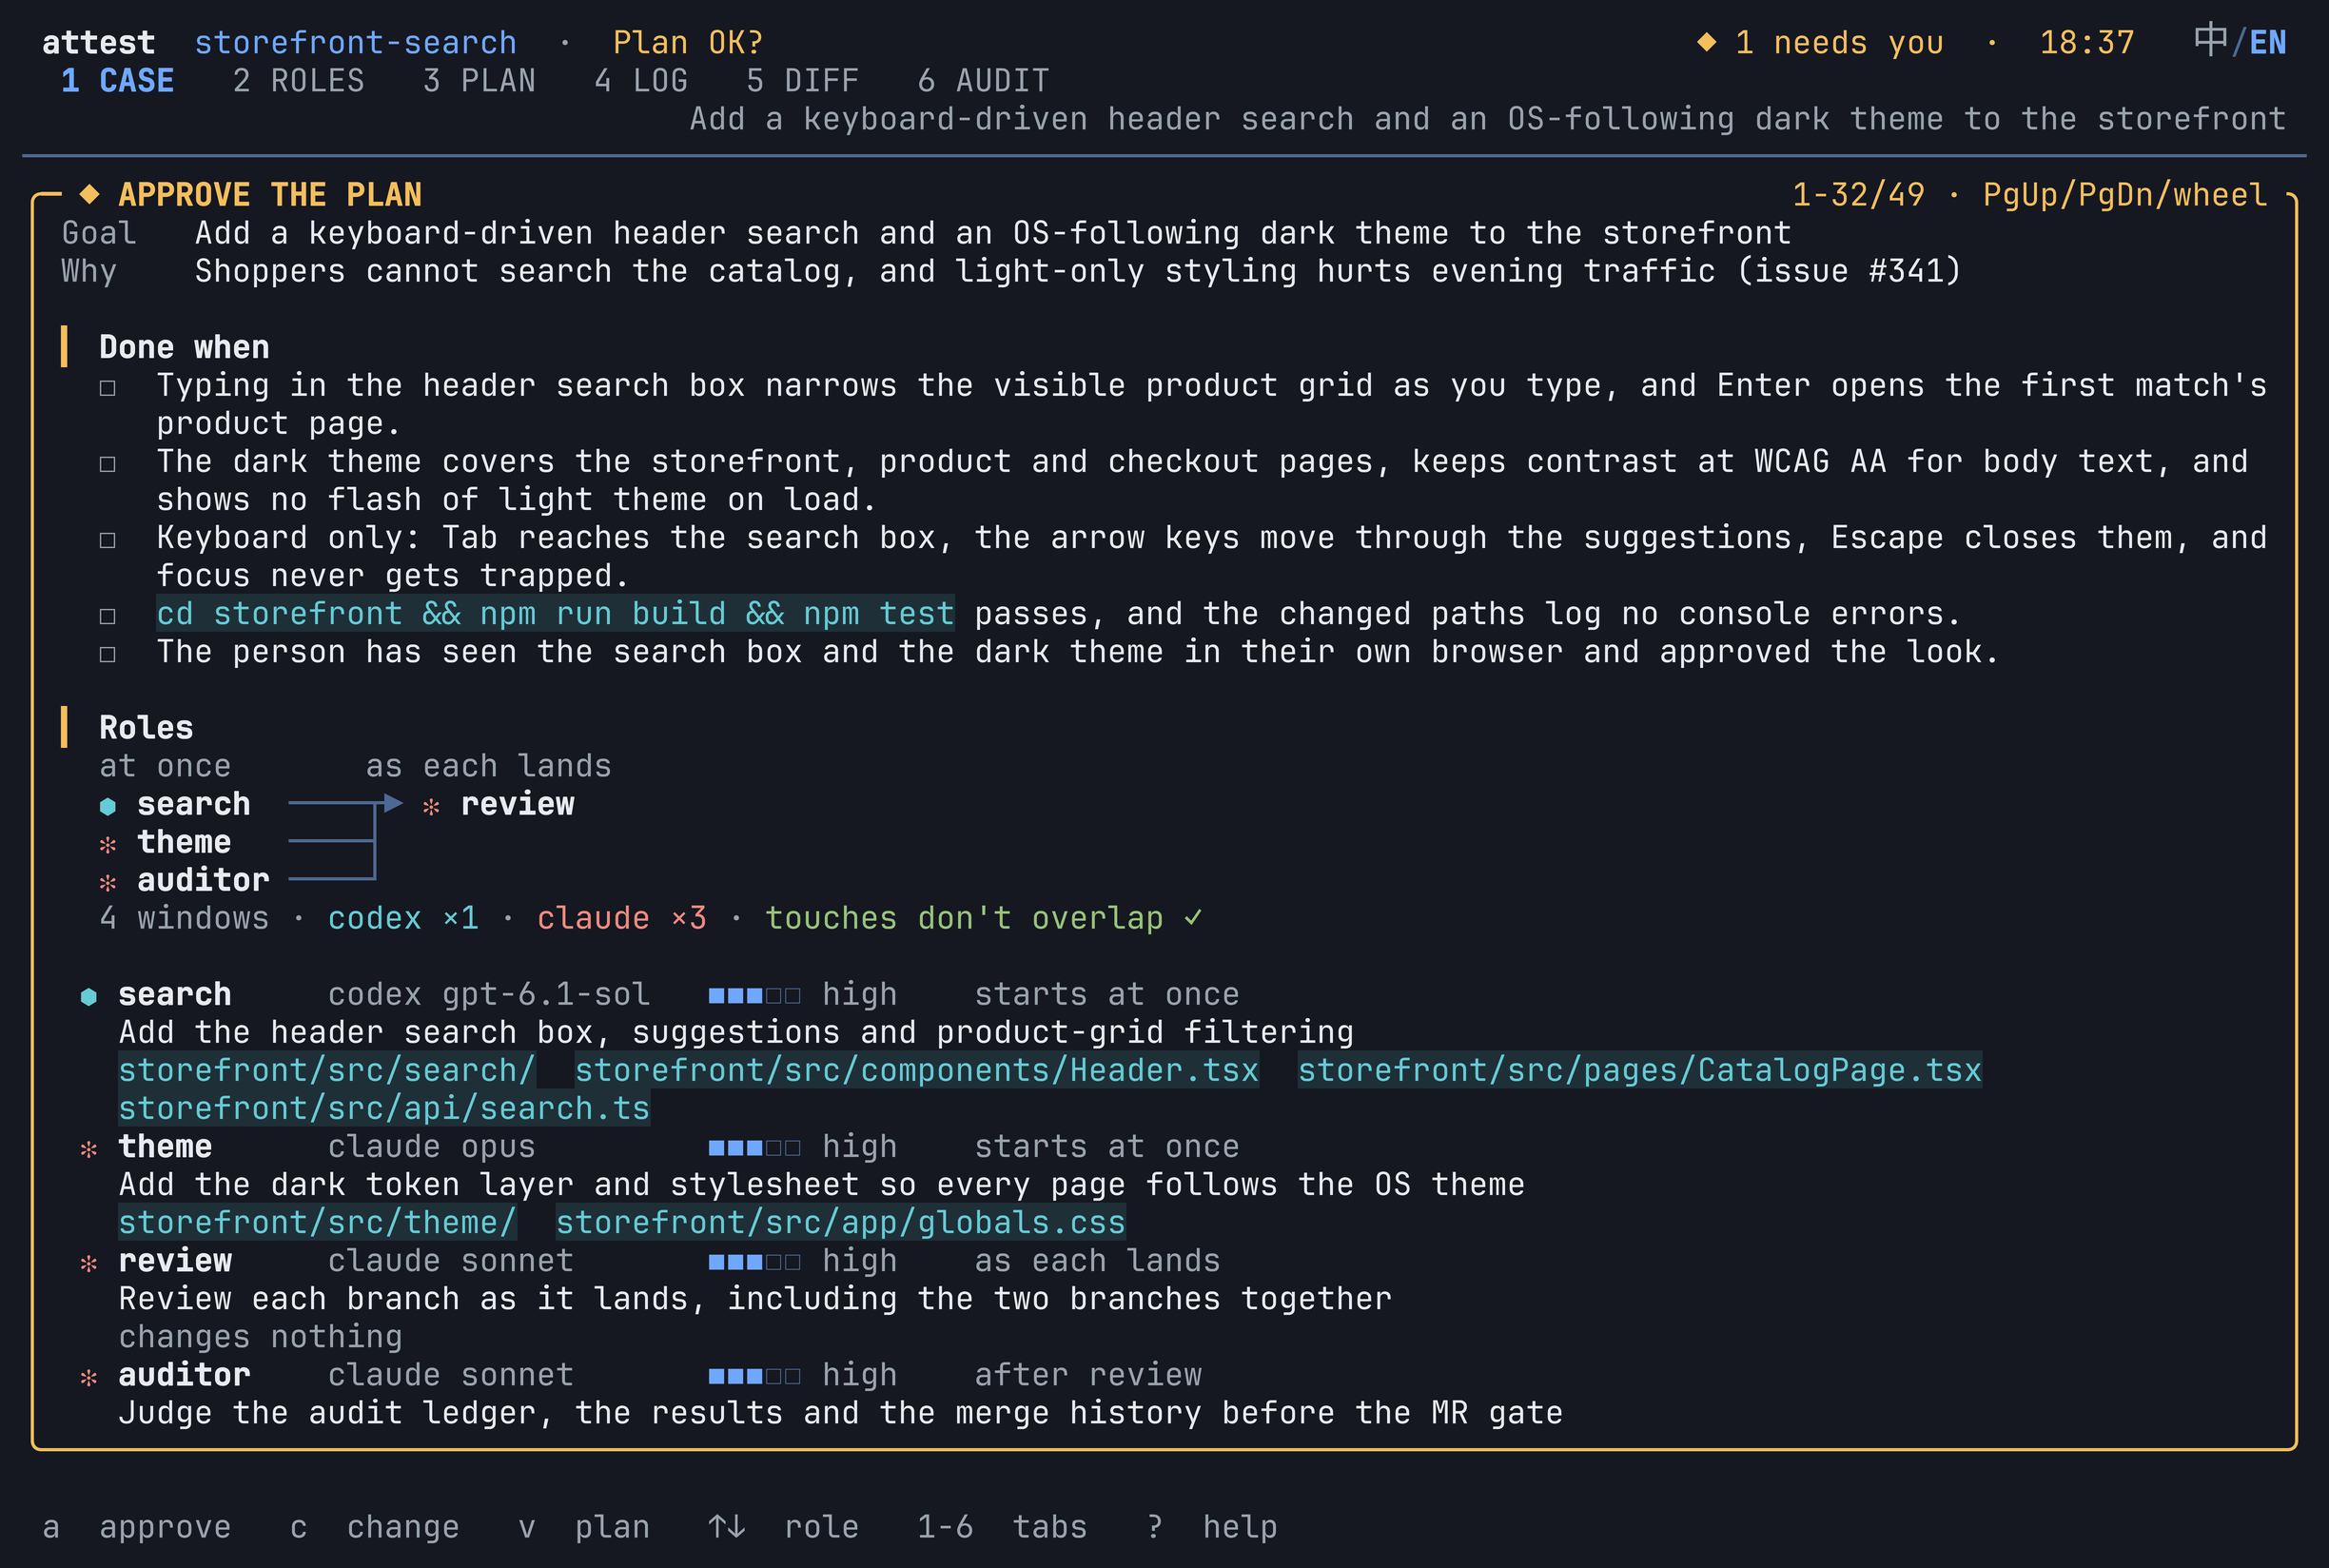 attest storefront-search · Plan OK? ◆ 1 needs you · 18:37 中/EN
1 CASE 2 ROLES 3 PLAN 4 LOG 5 DIFF 6 AUDIT
Add a keyboard-driven header search and an OS-following dark theme to the storefront
◆ APPROVE THE PLAN 1-32/49 · PgUp/PgDn/wheel
Goal Add a keyboard-driven header search and an OS-following dark theme to the storefront
Why Shoppers cannot search the catalog, and light-only styling hurts evening traffic (issue #341)
Done when
□ Typing in the header search box narrows the visible product grid as you type, and Enter opens the first match's
product page.
□ The dark theme covers the storefront, product and checkout pages, keeps contrast at WCAG AA for body text, and
shows no flash of light theme on load.
□ Keyboard only: Tab reaches the search box, the arrow keys move through the suggestions, Escape closes them, and
focus never gets trapped.
□ cd storefront && npm run build && npm test passes, and the changed paths log no console errors.
□ The person has seen the search box and the dark theme in their own browser and approved the look.
Roles
at once as each lands
⬢ search ✻ review
✻ theme
✻ auditor
4 windows · codex ×1 · claude ×3 · touches don't overlap ✓
⬢ search codex gpt-6.1-sol ■■■□□ high starts at once
Add the header search box, suggestions and product-grid filtering
storefront/src/search/ storefront/src/components/Header.tsx storefront/src/pages/CatalogPage.tsx
storefront/src/api/search.ts
✻ theme claude opus ■■■□□ high starts at once
Add the dark token layer and stylesheet so every page follows the OS theme
storefront/src/theme/ storefront/src/app/globals.css
✻ review claude sonnet ■■■□□ high as each lands
Review each branch as it lands, including the two branches together
changes nothing
✻ auditor claude sonnet ■■■□□ high after review
Judge the audit ledger, the results and the merge history before the MR gate
a approve c change v plan ↑↓ role 1-6 tabs ? help